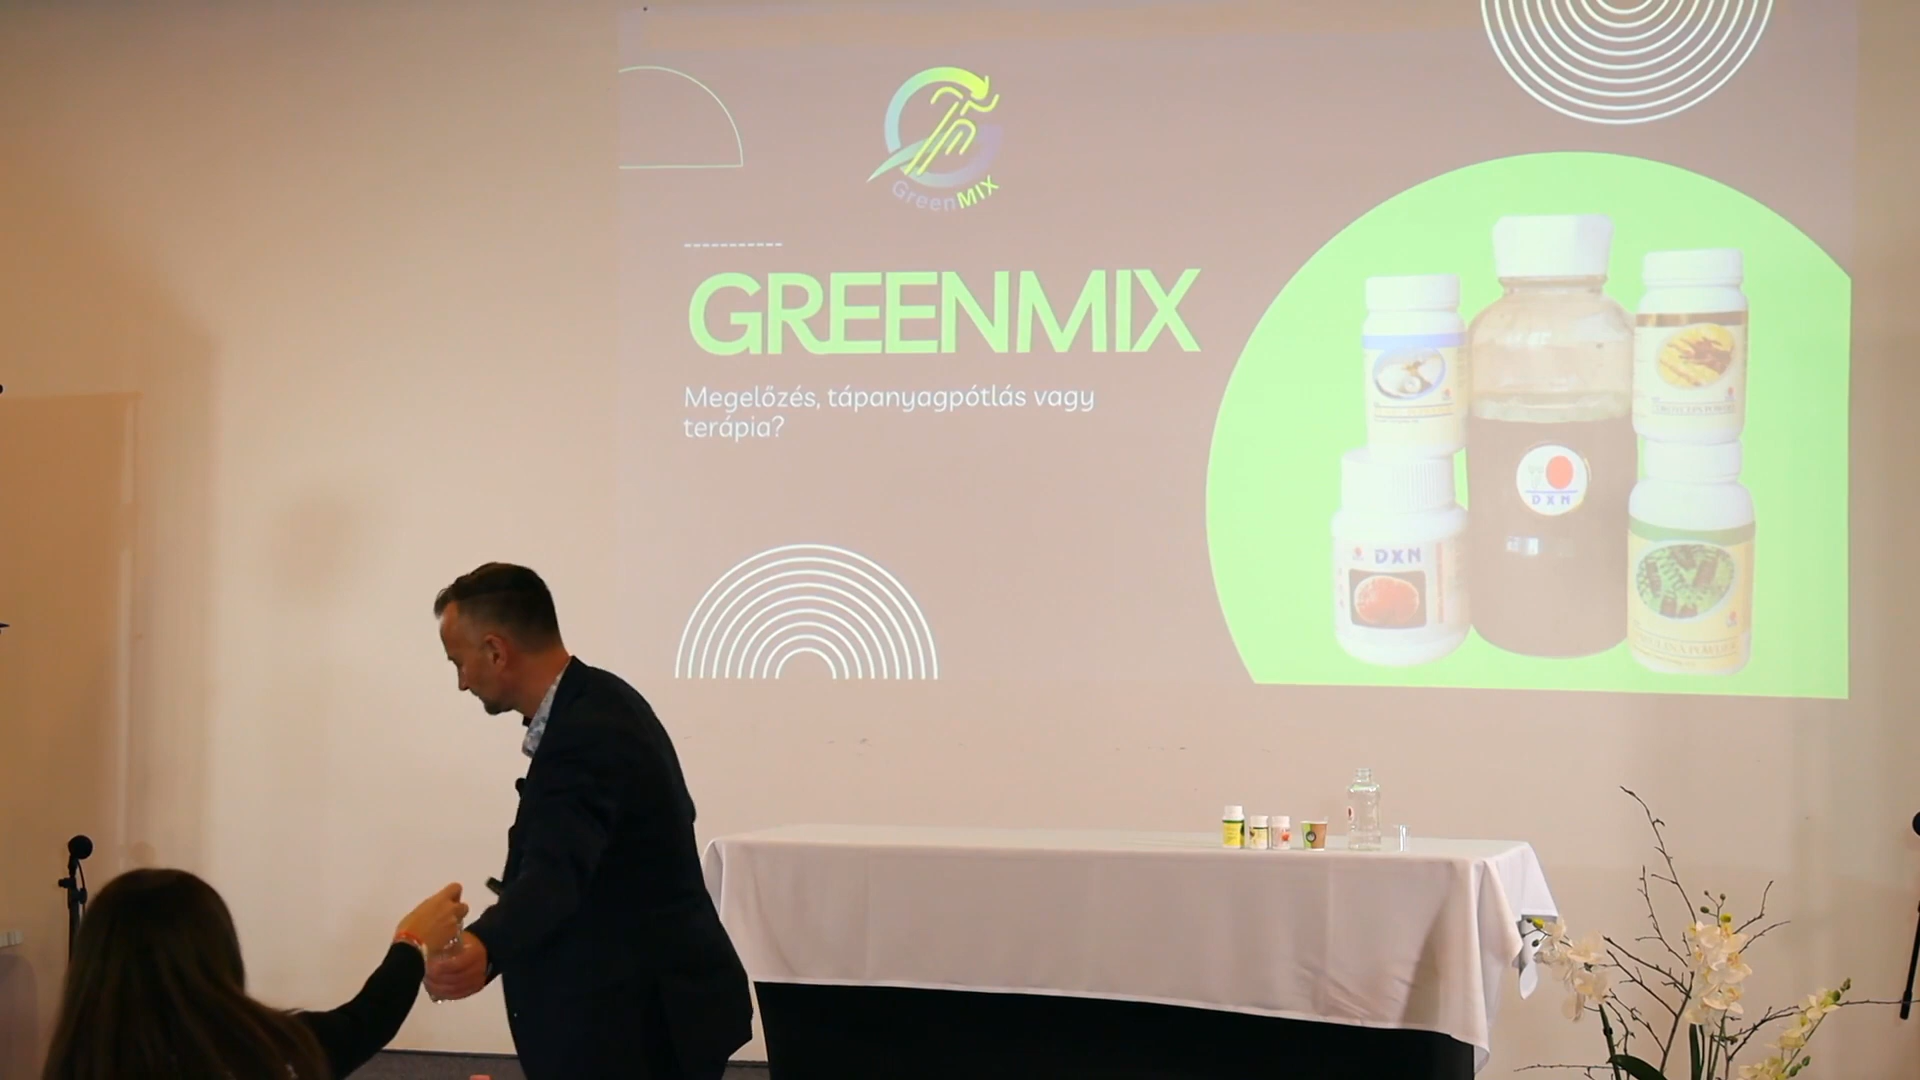 GreenMIX
GREENMIX
Megelőzés, tápanyagpótlás vagy
terápia?
DXN
DXN